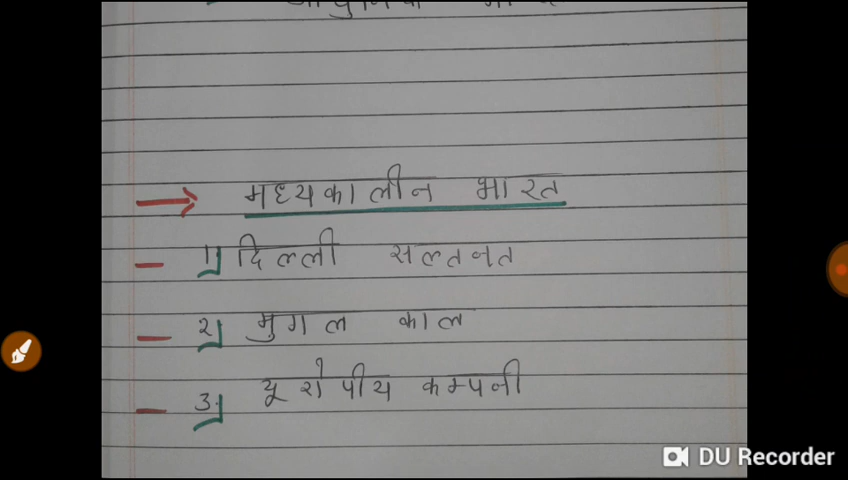 मध्यकालीन भारत
1) दिल्ली सल्तनत
2) मुगल काल
3) यूरोपीय कम्पनी
DU Recorder